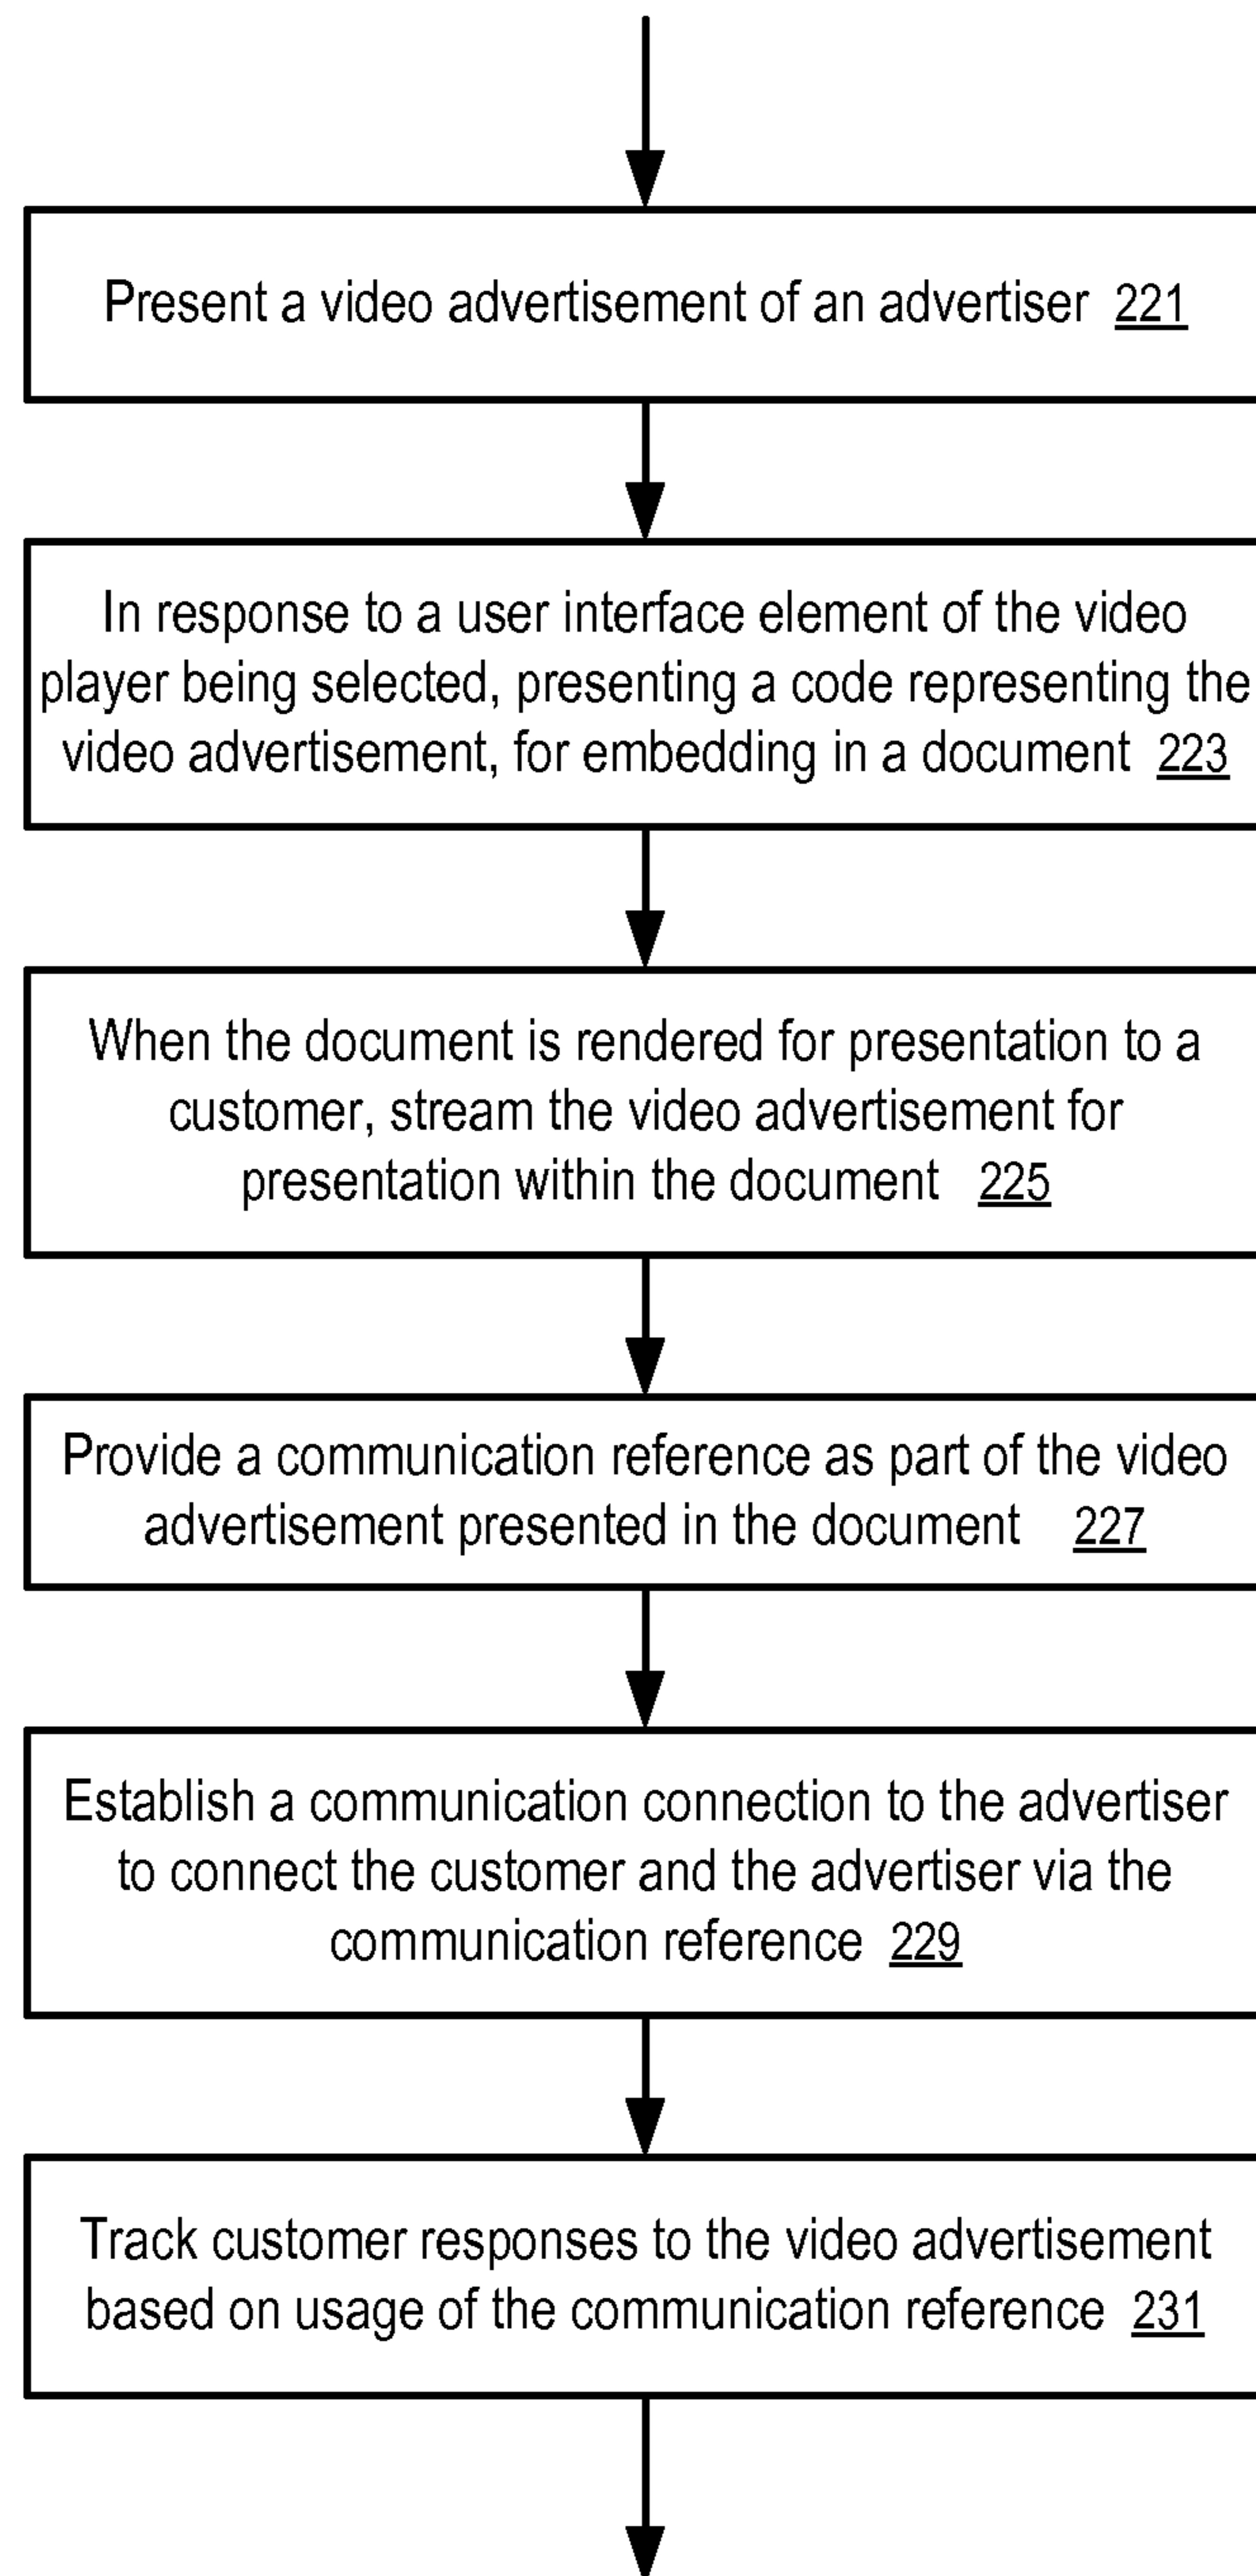 Present a video advertisement of an advertiser 221
In response to a user interface element of the video
player being selected, presenting a code representing the
video advertisement, for embedding in a document 223
When the document is rendered for presentation to a
customer, stream the video advertisement for
presentation within the document 225
Provide a communication reference as part of the video
advertisement presented in the document 227
Establish a communication connection to the advertiser
to connect the customer and the advertiser via the
communication reference 229
Track customer responses to the video advertisement
based on usage of the communication reference 231